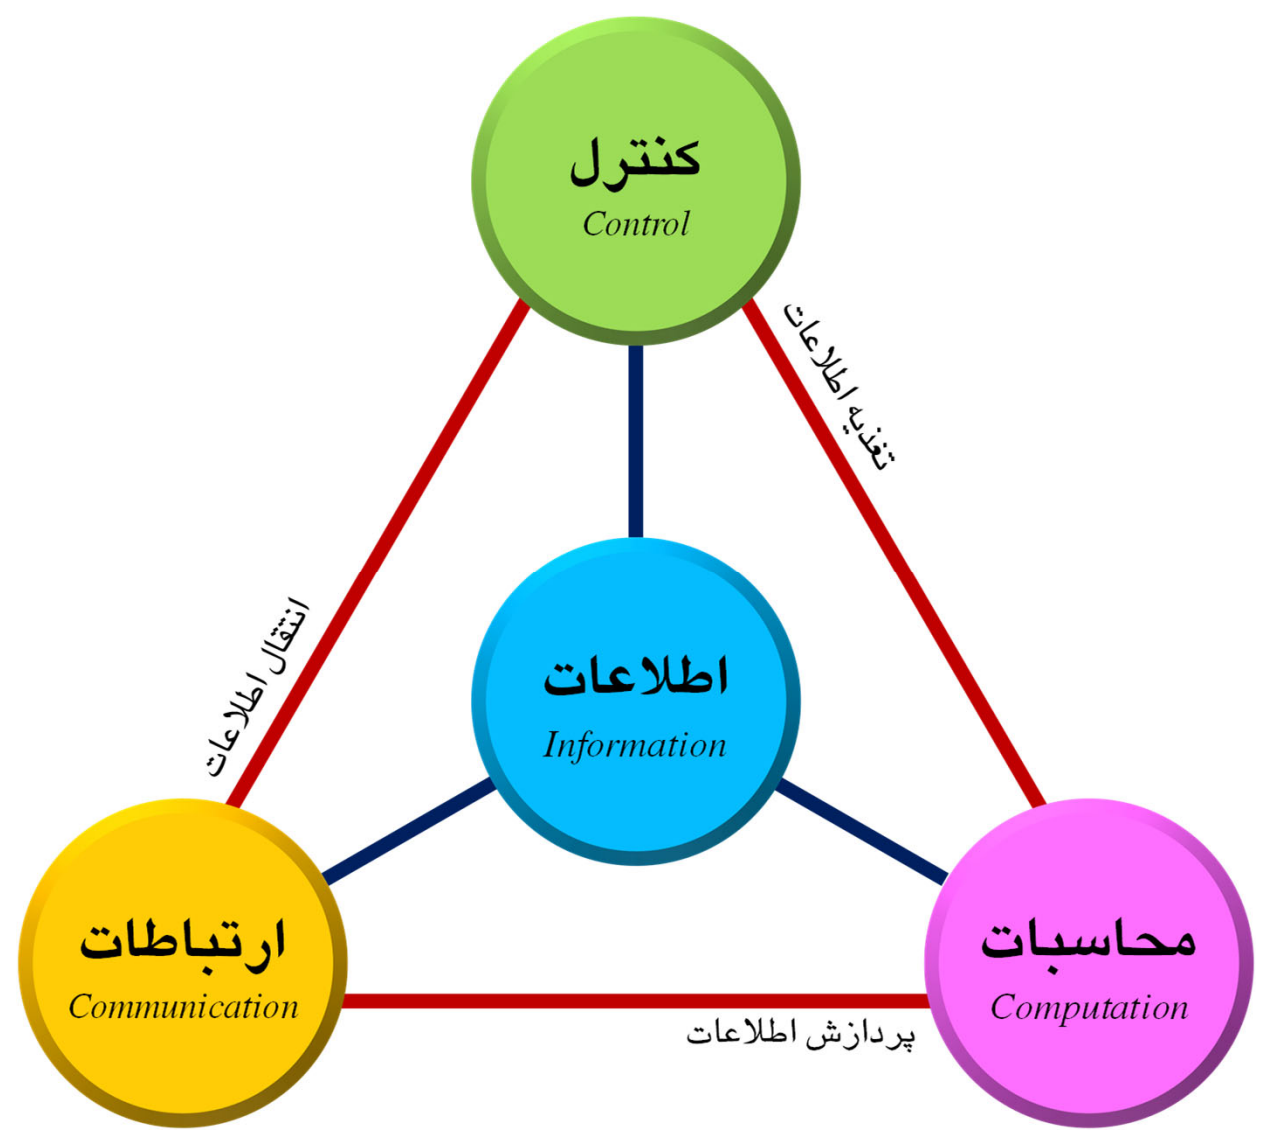 کنترل
Control
تغذیه اطلاعات
انتقال اطلاعات
اطلاعات
Information
ارتباطات
Communication
محاسبات
Computation
پردازش اطلاعات